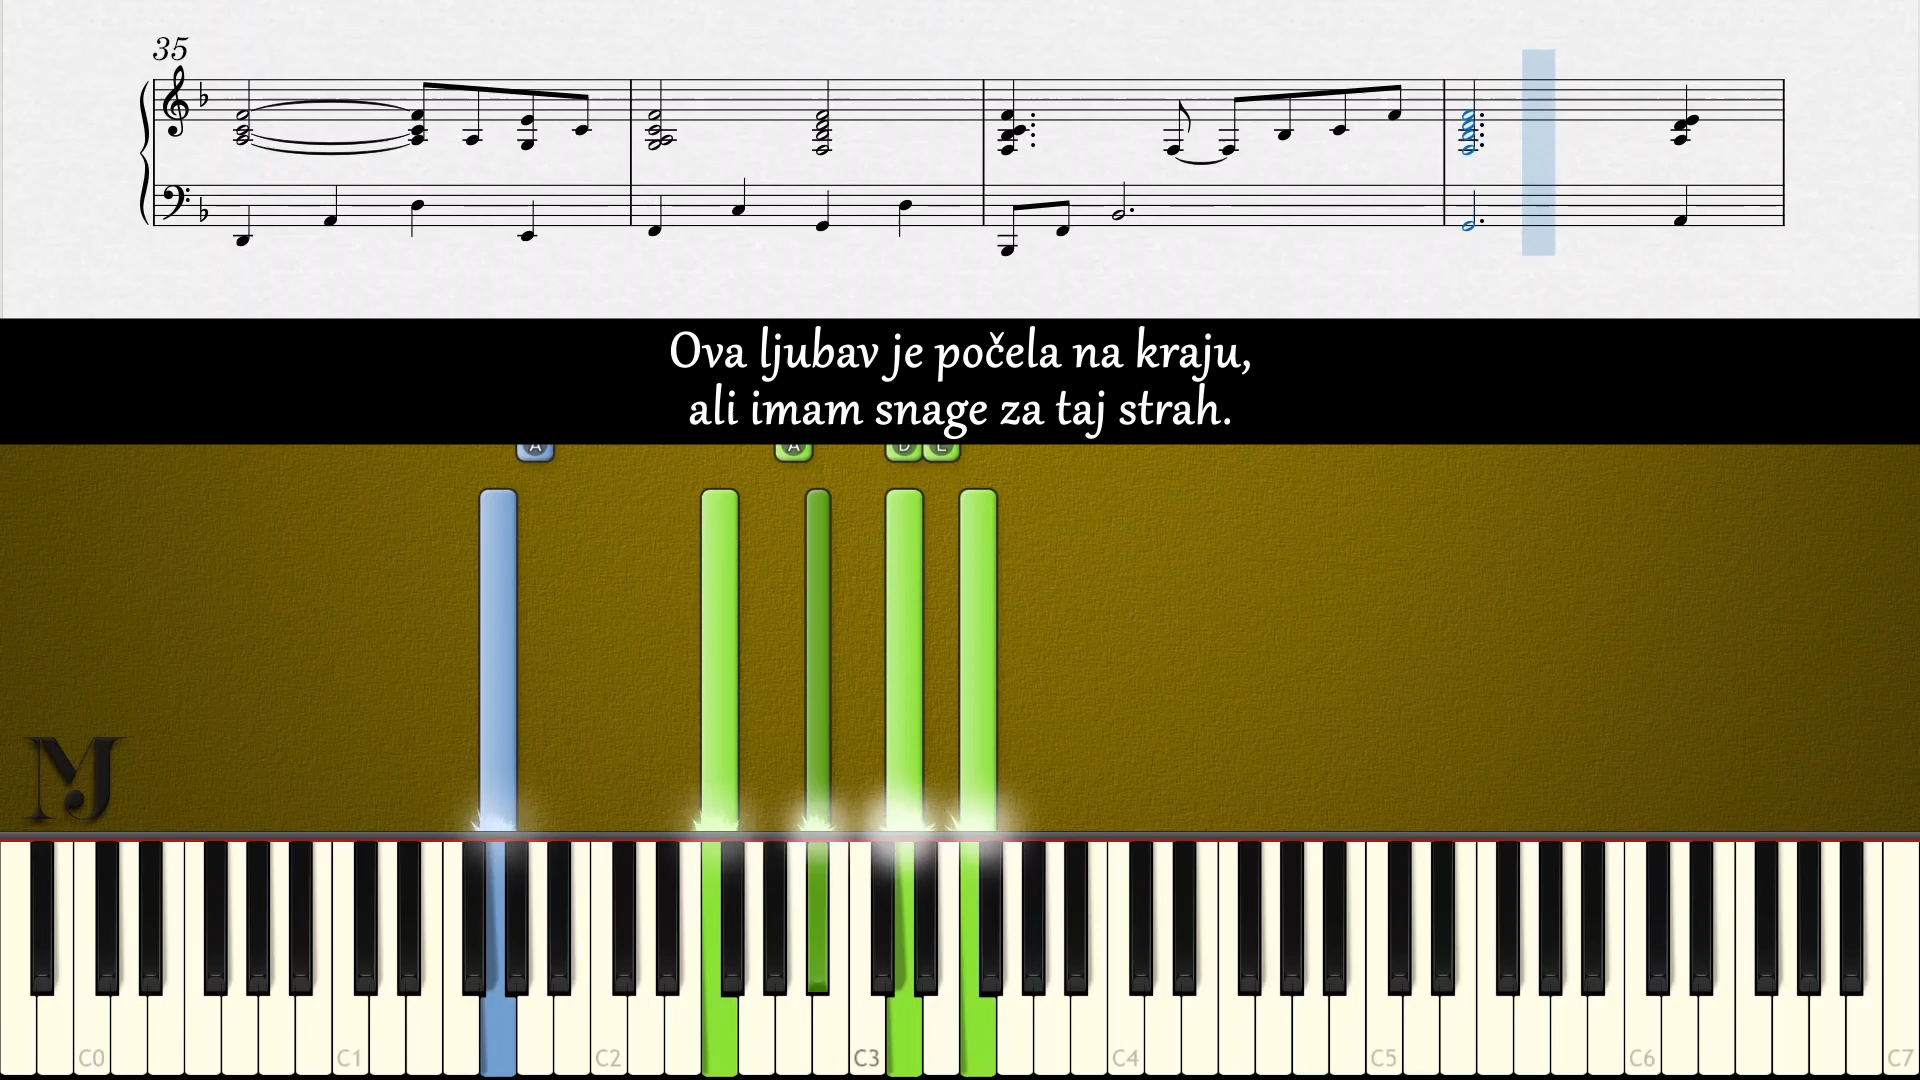 35
Ova ljubav je počela na kraju,
ali imam snage za taj strah.
A A D E
MJ
C0 C1 C2 C3 C4 C5 C6 C7